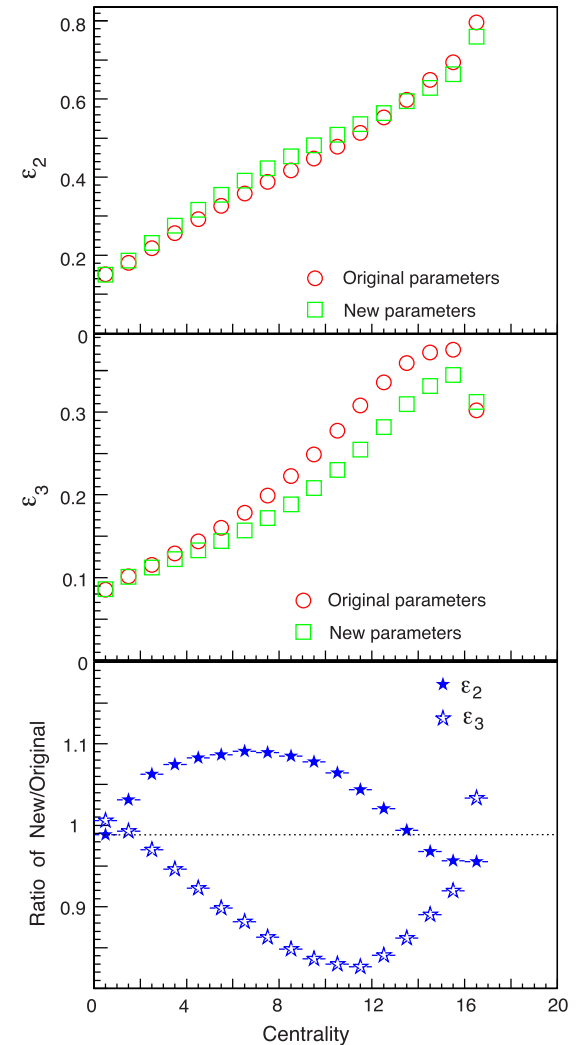 0.8
0.6
ε2
0.4
0.2
Original parameters
New parameters
0
0.3
ε3
0.2
0.1
Original parameters
New parameters
0
ε2
ε3
1.1
1
Ratio of New/Original
0.9
0 4 8 12 16 20
Centrality